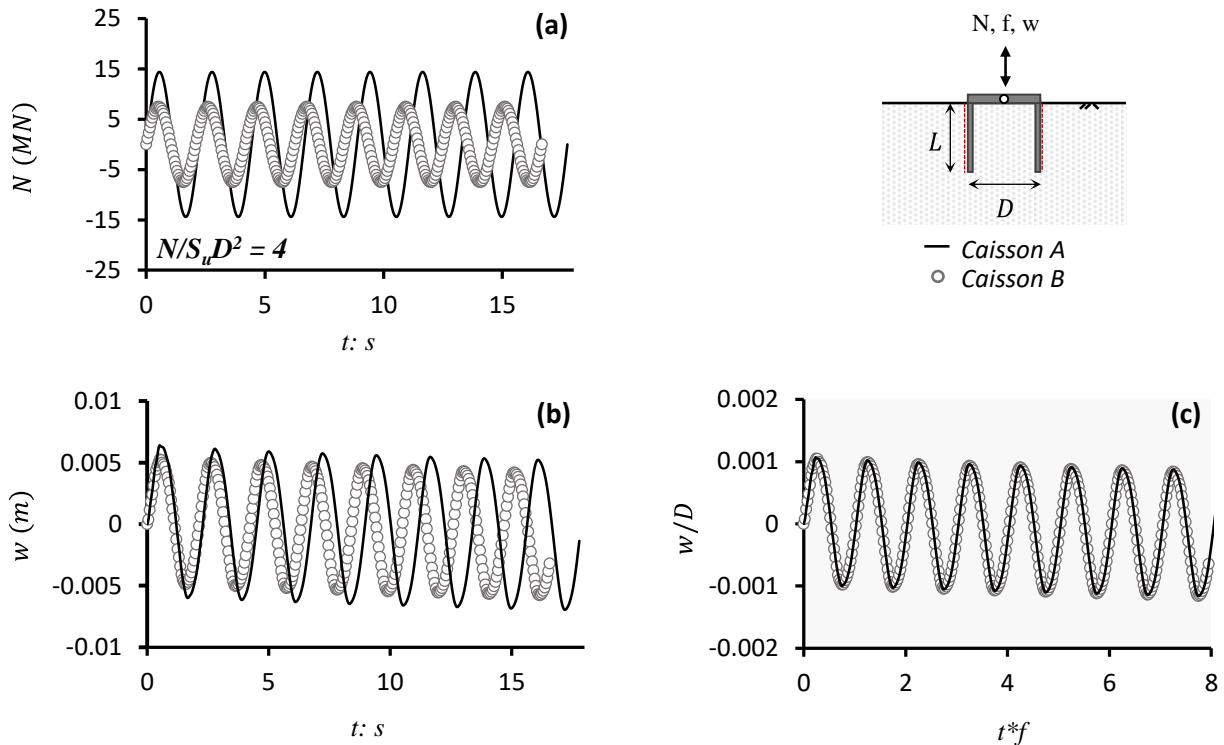 (a)
N (MN)
25
15
5
-5
-15
-25
N/SᵤD² = 4
0
5
10
15
t: s
N, f, w
L
D
Caisson A
Caisson B
(b)
w (m)
0.01
0.005
0
-0.005
-0.01
0
5
10
15
t: s
(c)
w/D
0.002
0.001
0
-0.001
-0.002
0
2
4
6
8
t*f